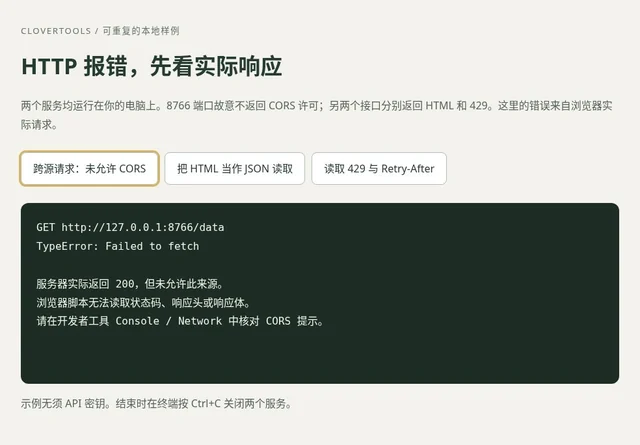 CLOVERTOOLS / 可重复的本地样例
HTTP 报错，先看实际响应
两个服务均运行在你的电脑上。8766 端口故意不返回 CORS 许可；另两个接口分别返回 HTML 和 429。这里的错误来自浏览器实
际请求。
跨源请求：未允许 CORS
把 HTML 当作 JSON 读取
读取 429 与 Retry-After
GET http://127.0.0.1:8766/data
TypeError: Failed to fetch
服务器实际返回 200，但未允许此来源。
浏览器脚本无法读取状态码、响应头或响应体。
请在开发者工具 Console / Network 中核对 CORS 提示。
示例无须 API 密钥。结束时在终端按 Ctrl+C 关闭两个服务。